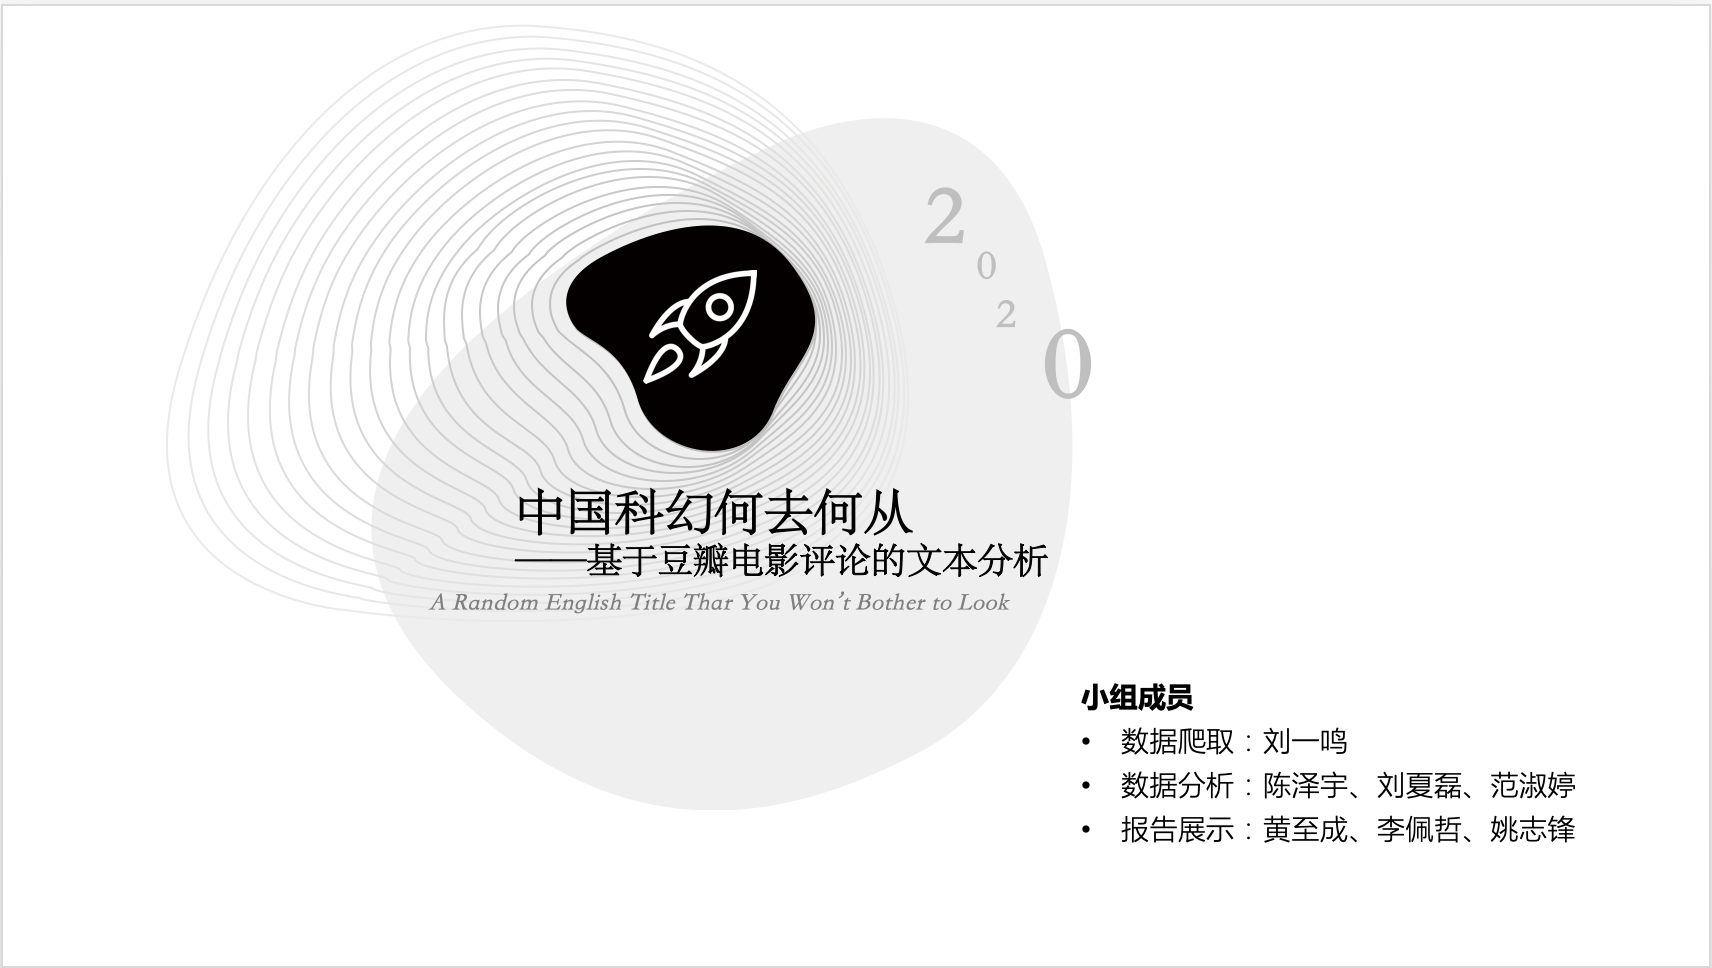 2
0
2
0
中国科幻何去何从
——基于豆瓣电影评论的文本分析
A Random English Title Thar You Won't Bother to Look
小组成员
• 数据爬取：刘一鸣
• 数据分析：陈泽宇、刘夏磊、范淑婷
• 报告展示：黄至成、李佩哲、姚志锋